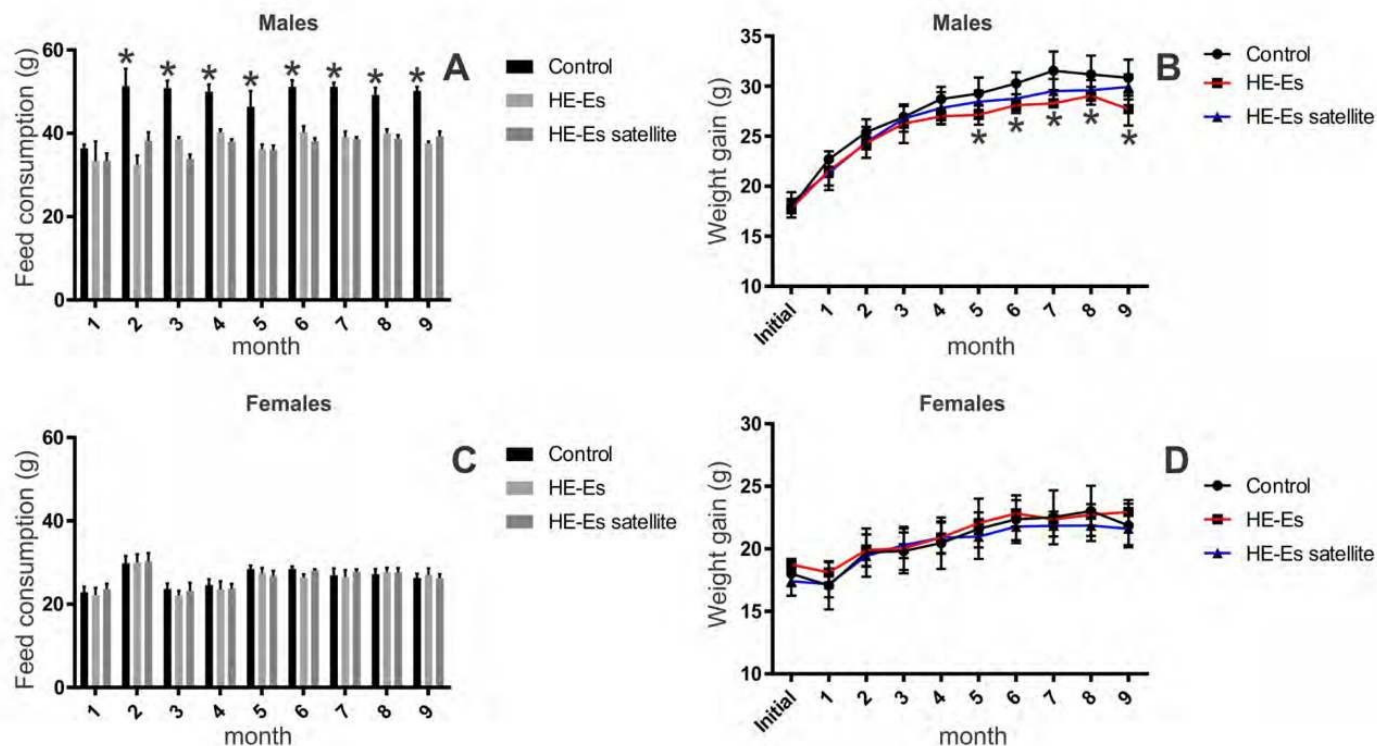 Males
Feed consumption (g)
60
40
20
0
* * * * * * * *
A
Control
HE-Es
HE-Es satellite
1 2 3 4 5 6 7 8 9
month
Males
Weight gain (g)
35
30
25
20
15
10
* * * * *
B
Control
HE-Es
HE-Es satellite
Initial 1 2 3 4 5 6 7 8 9
month
Females
Feed consumption (g)
60
40
20
0
C
Control
HE-Es
HE-Es satellite
1 2 3 4 5 6 7 8 9
month
Females
Weight gain (g)
30
25
20
15
10
D
Control
HE-Es
HE-Es satellite
Initial 1 2 3 4 5 6 7 8 9
month